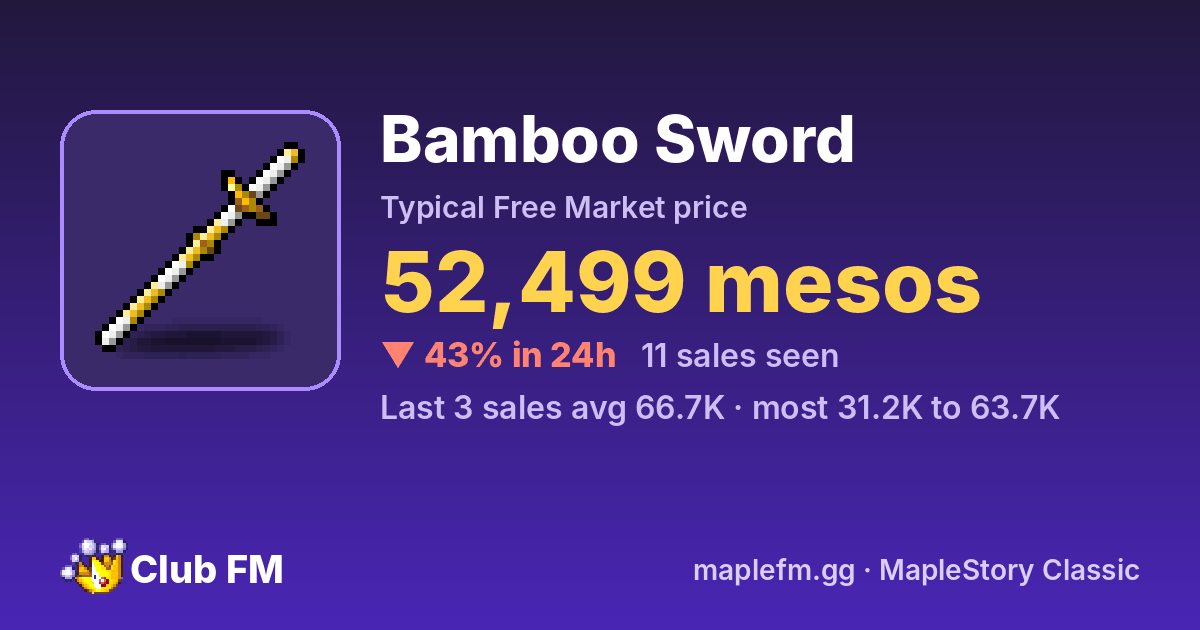 Bamboo Sword
Typical Free Market price
52,499 mesos
▼ 43% in 24h 11 sales seen
Last 3 sales avg 66.7K · most 31.2K to 63.7K
Club FM
maplefm.gg · MapleStory Classic